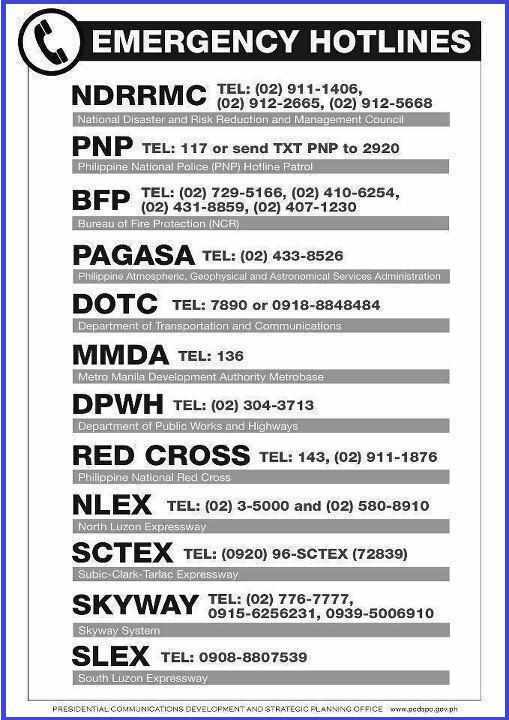 EMERGENCY HOTLINES
NDRRMC TEL: (02) 911-1406,
(02) 912-2665, (02) 912-5668
National Disaster and Risk Reduction and Management Council
PNP TEL: 117 or send TXT PNP to 2920
Philippine National Police (PNP) Hotline Patrol
BFP TEL: (02) 729-5166, (02) 410-6254,
(02) 431-8859, (02) 407-1230
Bureau of Fire Protection (NCR)
PAGASA TEL: (02) 433-8526
Philippine Atmospheric, Geophysical and Astronomical Services Administration
DOTC TEL: 7890 or 0918-8848484
Department of Transportation and Communications
MMDA TEL: 136
Metro Manila Development Authority Metrobase
DPWH TEL: (02) 304-3713
Department of Public Works and Highways
RED CROSS TEL: 143, (02) 911-1876
Philippine National Red Cross
NLEX TEL: (02) 3-5000 and (02) 580-8910
North Luzon Expressway
SCTEX TEL: (0920) 96-SCTEX (72839)
Subic-Clark-Tarlac Expressway
SKYWAY TEL: (02) 776-7777,
0915-6256231, 0939-5006910
Skyway System
SLEX TEL: 0908-8807539
South Luzon Expressway
PRESIDENTIAL COMMUNICATIONS DEVELOPMENT AND STRATEGIC PLANNING OFFICE www.pcdspo.gov.ph